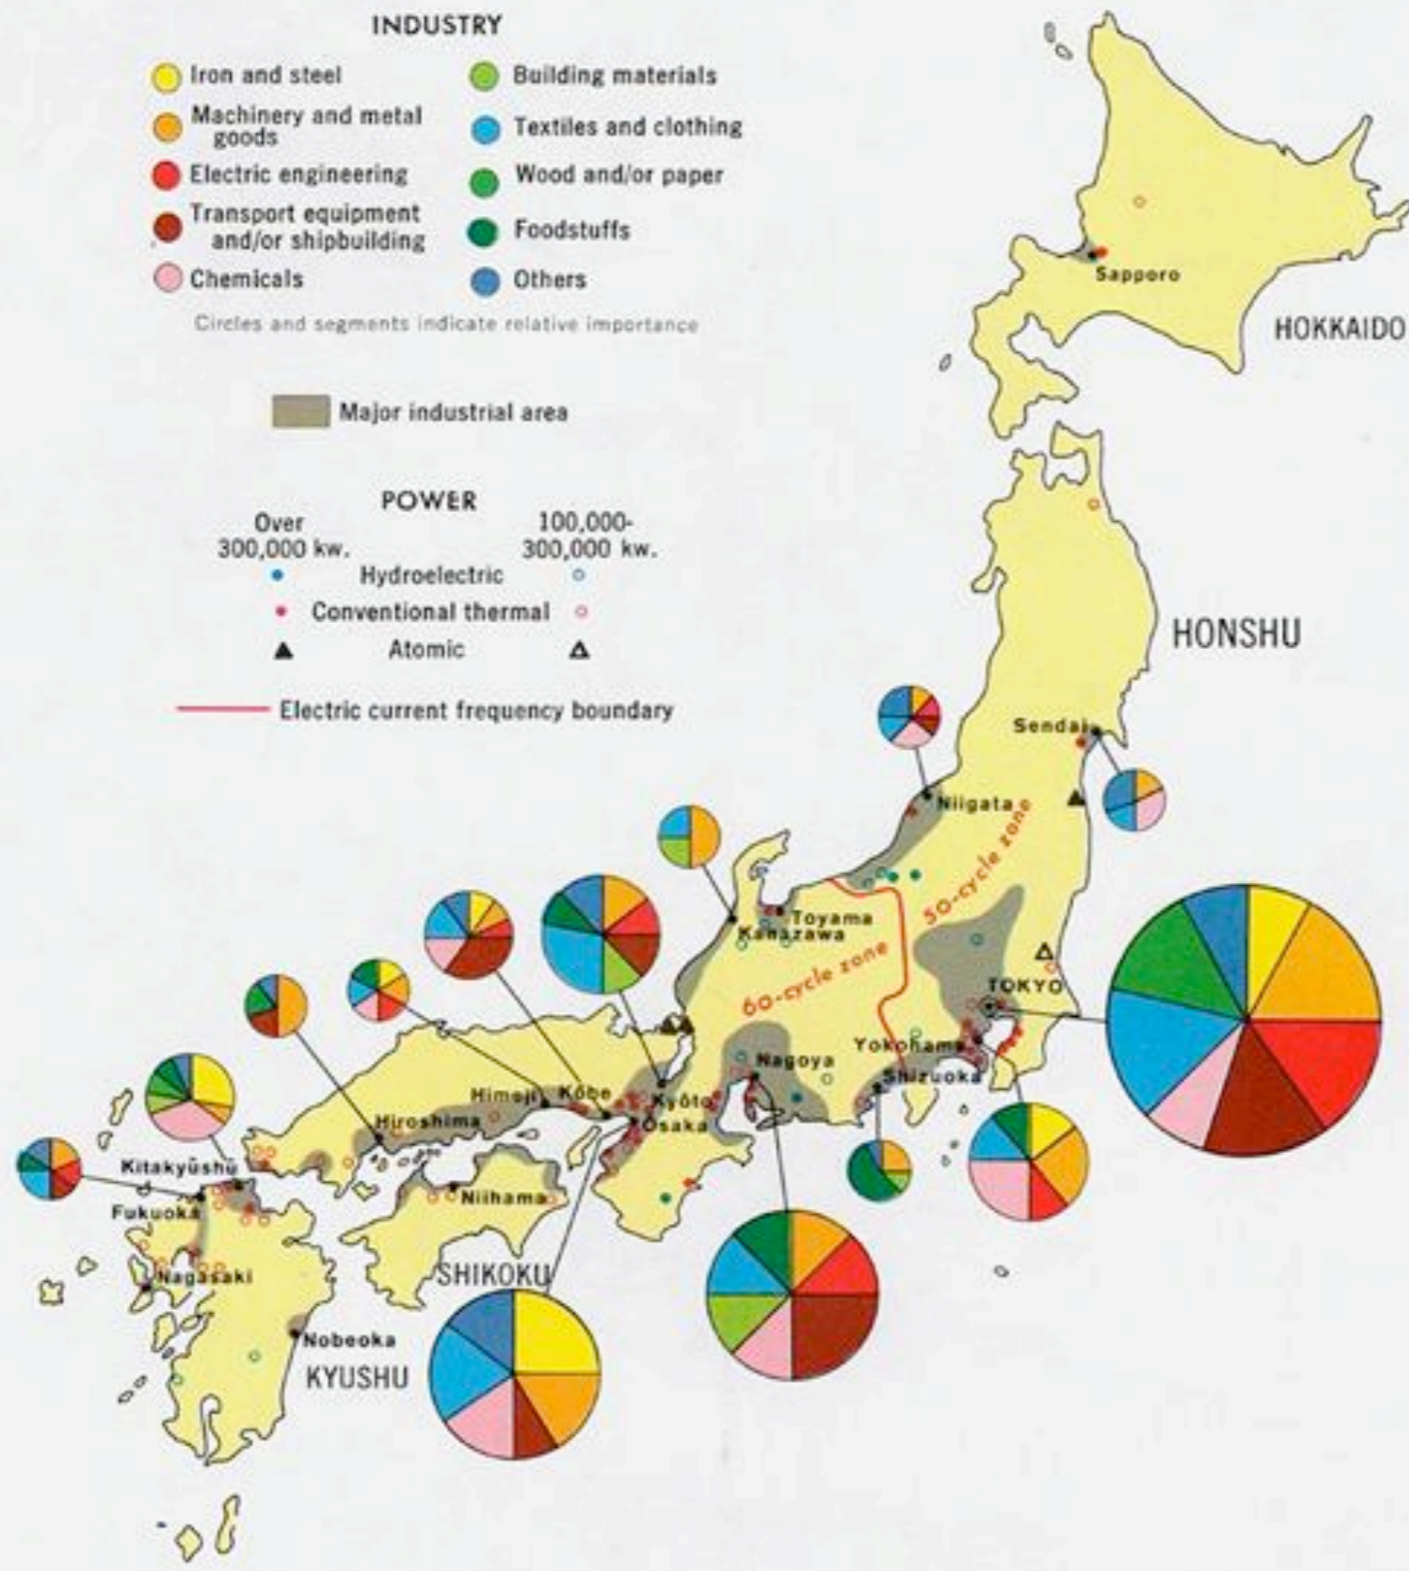 INDUSTRY
Iron and steel
Machinery and metal
goods
Electric engineering
Transport equipment
and/or shipbuilding
Chemicals
Building materials
Textiles and clothing
Wood and/or paper
Foodstuffs
Others
Circles and segments indicate relative importance
Major industrial area
POWER
Over
300,000 kw.
100,000-
300,000 kw.
Hydroelectric
Conventional thermal
Atomic
Electric current frequency boundary
Sapporo
HOKKAIDO
HONSHU
Sendai
Niigata
50-cycle zone
Toyama
Kanazawa
60-cycle zone
TOKYO
Yokohama
Nagoya
Shizuoka
Himeji
Kōbe
Kyōto
Ōsaka
Hiroshima
Kitakyūshū
Fukuoka
Niihama
SHIKOKU
Nagasaki
Nobeoka
KYUSHU